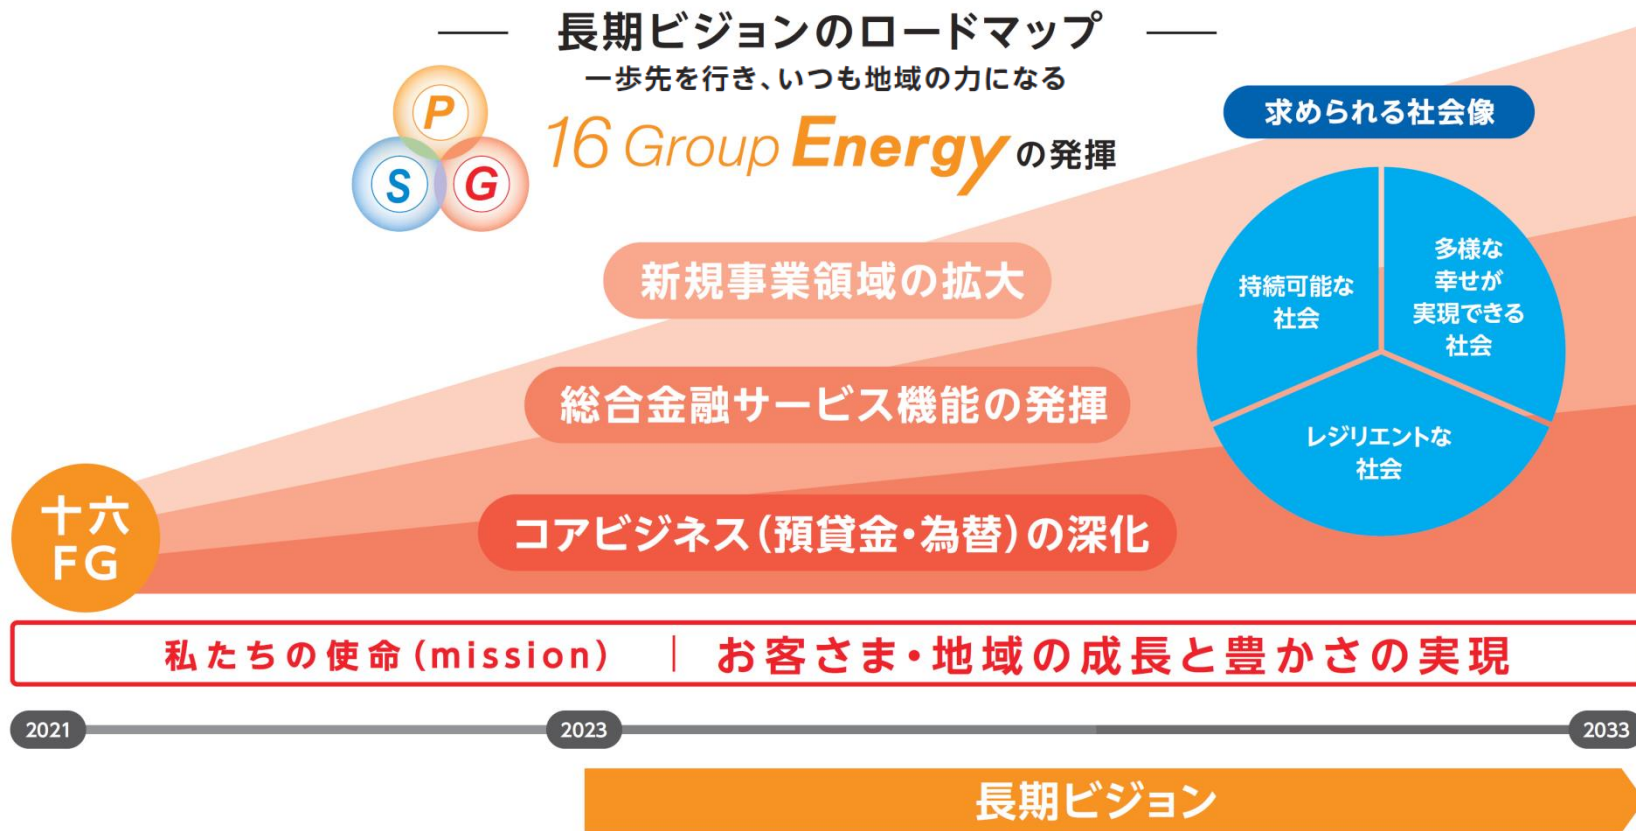 長期ビジョンのロードマップ
一歩先を行き、いつも地域の力になる
P
S
G
16 Group Energyの発揮
求められる社会像
持続可能な
社会
多様な
幸せが
実現できる
社会
レジリエントな
社会
新規事業領域の拡大
総合金融サービス機能の発揮
コアビジネス(預貸金・為替)の深化
十六
FG
私たちの使命(mission) | お客さま・地域の成長と豊かさの実現
2021
2023
2033
長期ビジョン